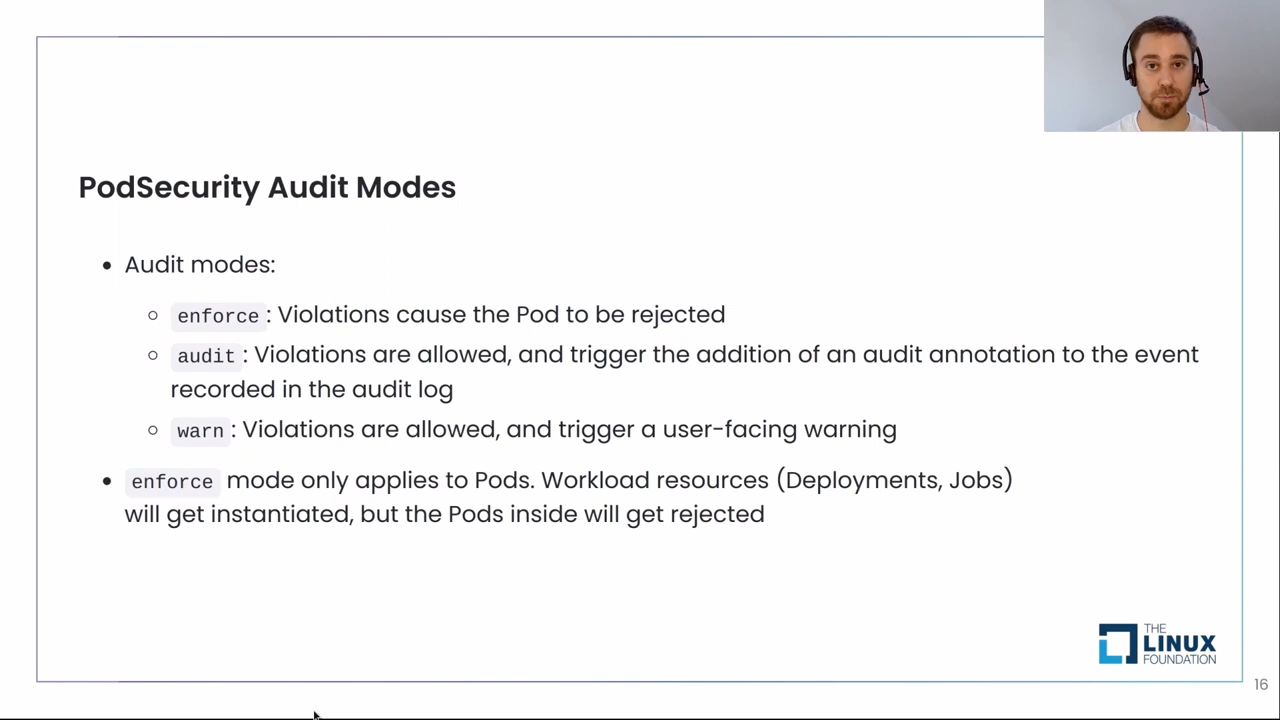 PodSecurity Audit Modes
• Audit modes:
○ enforce: Violations cause the Pod to be rejected
○ audit: Violations are allowed, and trigger the addition of an audit annotation to the event
recorded in the audit log
○ warn: Violations are allowed, and trigger a user-facing warning
• enforce mode only applies to Pods. Workload resources (Deployments, Jobs)
will get instantiated, but the Pods inside will get rejected
THE
LINUX
FOUNDATION
16